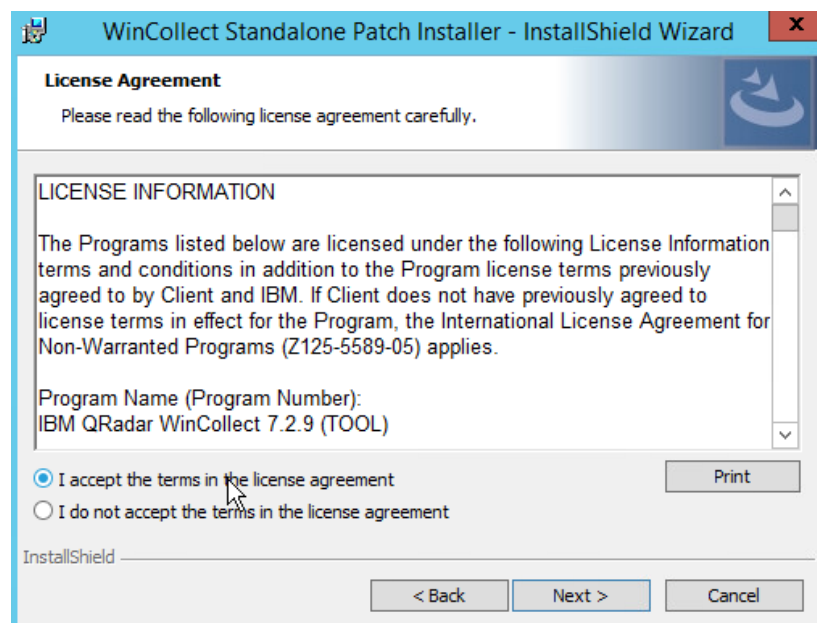 WinCollect Standalone Patch Installer - InstallShield Wizard
X
License Agreement
Please read the following license agreement carefully.
LICENSE INFORMATION
The Programs listed below are licensed under the following License Information
terms and conditions in addition to the Program license terms previously
agreed to by Client and IBM. If Client does not have previously agreed to
license terms in effect for the Program, the International License Agreement for
Non-Warranted Programs (Z125-5589-05) applies.
Program Name (Program Number):
IBM QRadar WinCollect 7.2.9 (TOOL)
I accept the terms in the license agreement
Print
I do not accept the terms in the license agreement
InstallShield
< Back
Next >
Cancel